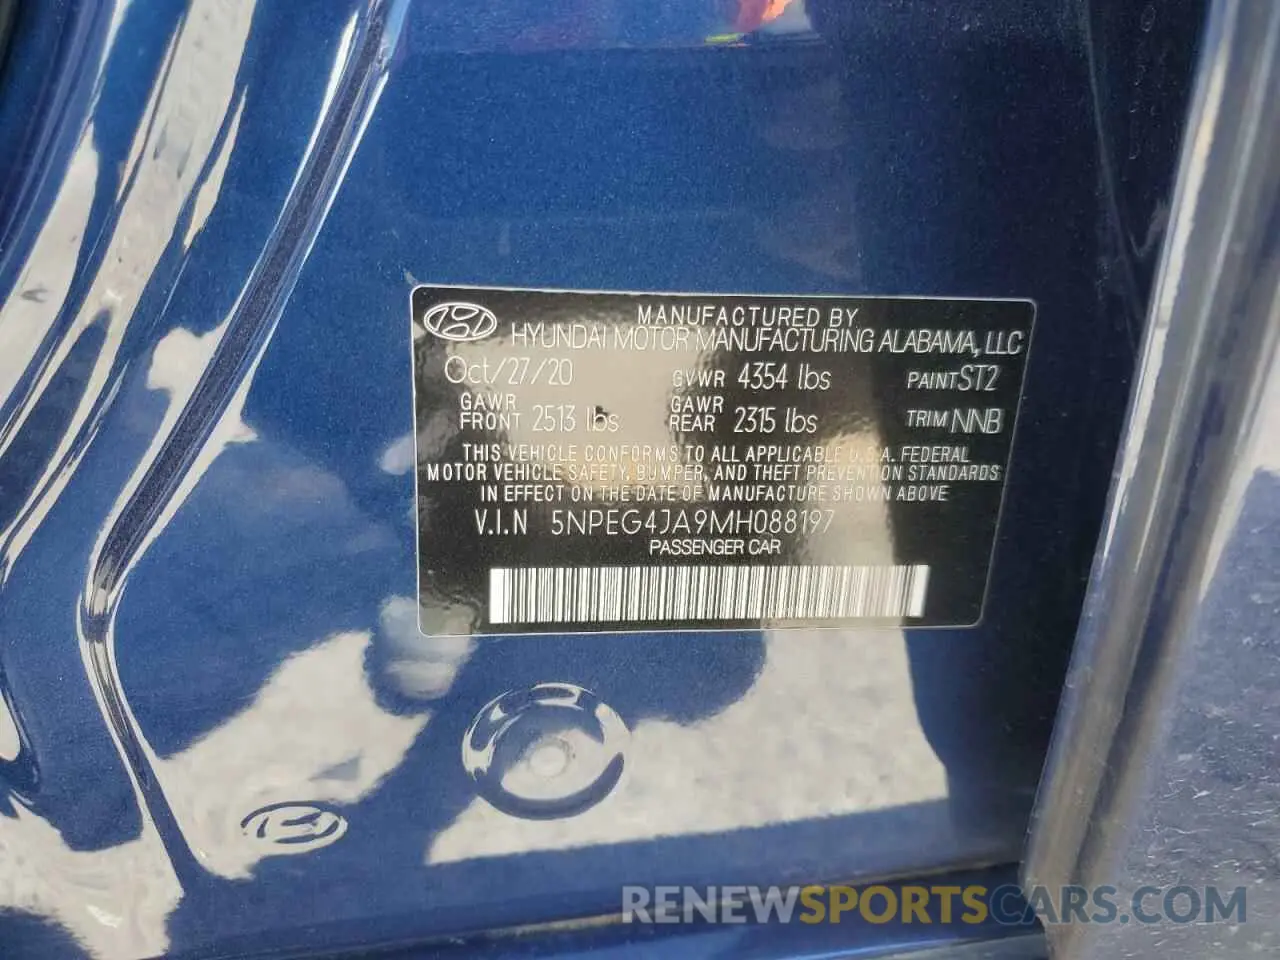 MANUFACTURED BY
HYUNDAI MOTOR MANUFACTURING ALABAMA, LLC
Oct/27/20 GVWR 4354 lbs PAINT ST2
GAWR FRONT 2513 lbs GAWR REAR 2315 lbs TRIM NNB
THIS VEHICLE CONFORMS TO ALL APPLICABLE U.S.A. FEDERAL
MOTOR VEHICLE SAFETY, BUMPER, AND THEFT PREVENTION STANDARDS
IN EFFECT ON THE DATE OF MANUFACTURE SHOWN ABOVE
V.I.N 5NPEG4JA9MH088197
PASSENGER CAR
RENEWSPORTSCARS.COM